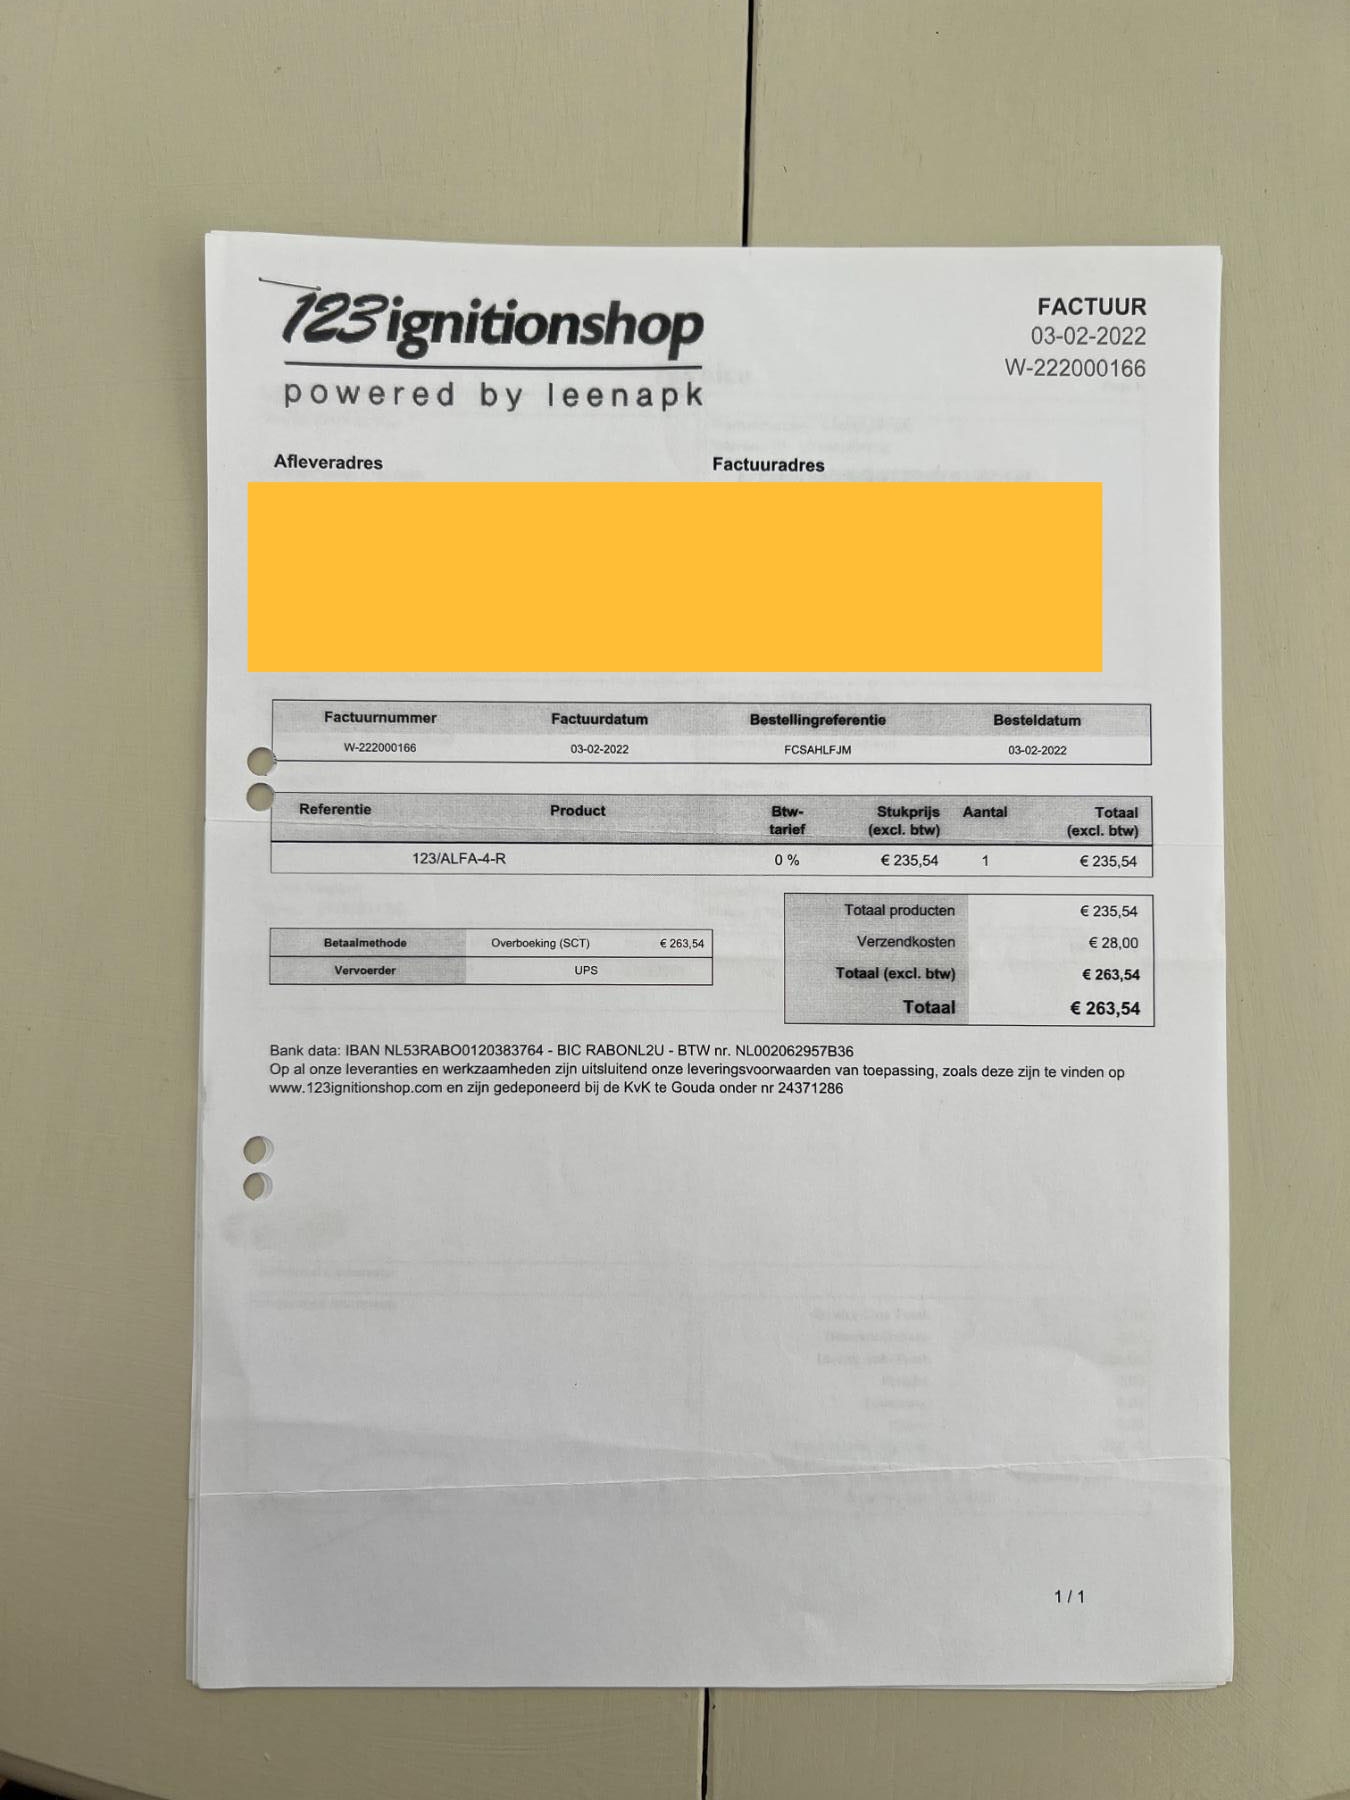 123ignitionshop
powered by leenapk
FACTUUR
03-02-2022
W-222000166
Afleveradres
Factuuradres
Factuurnummer Factuurdatum Bestellingreferentie Besteldatum
W-222000166 03-02-2022 FCSAHLFJM 03-02-2022
Referentie Product Btw-tarief Stukprijs (excl. btw) Aantal Totaal (excl. btw)
123/ALFA-4-R 0 % € 235,54 1 € 235,54
Totaal producten € 235,54
Verzendkosten € 28,00
Totaal (excl. btw) € 263,54
Totaal € 263,54
Betaalmethode Overboeking (SCT) € 263,54
Vervoerder UPS
Bank data: IBAN NL53RABO0120383764 - BIC RABONL2U - BTW nr. NL002062957B36
Op al onze leveranties en werkzaamheden zijn uitsluitend onze leveringsvoorwaarden van toepassing, zoals deze zijn te vinden op
www.123ignitionshop.com en zijn gedeponeerd bij de KvK te Gouda onder nr 24371286
1 / 1